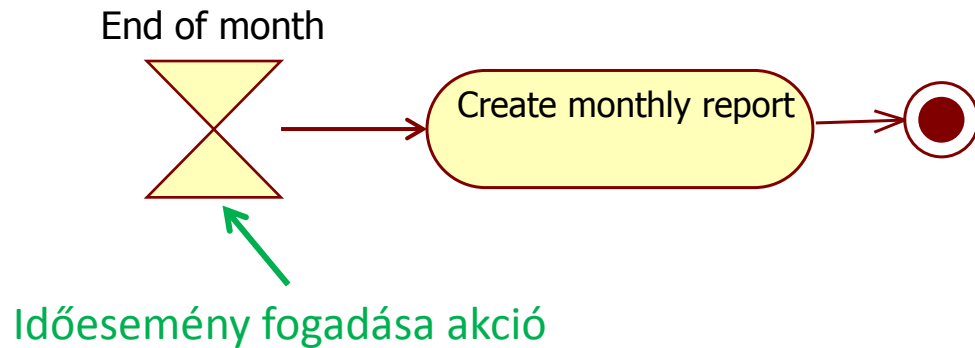 End of month
Create monthly report
Időesemény fogadása akció